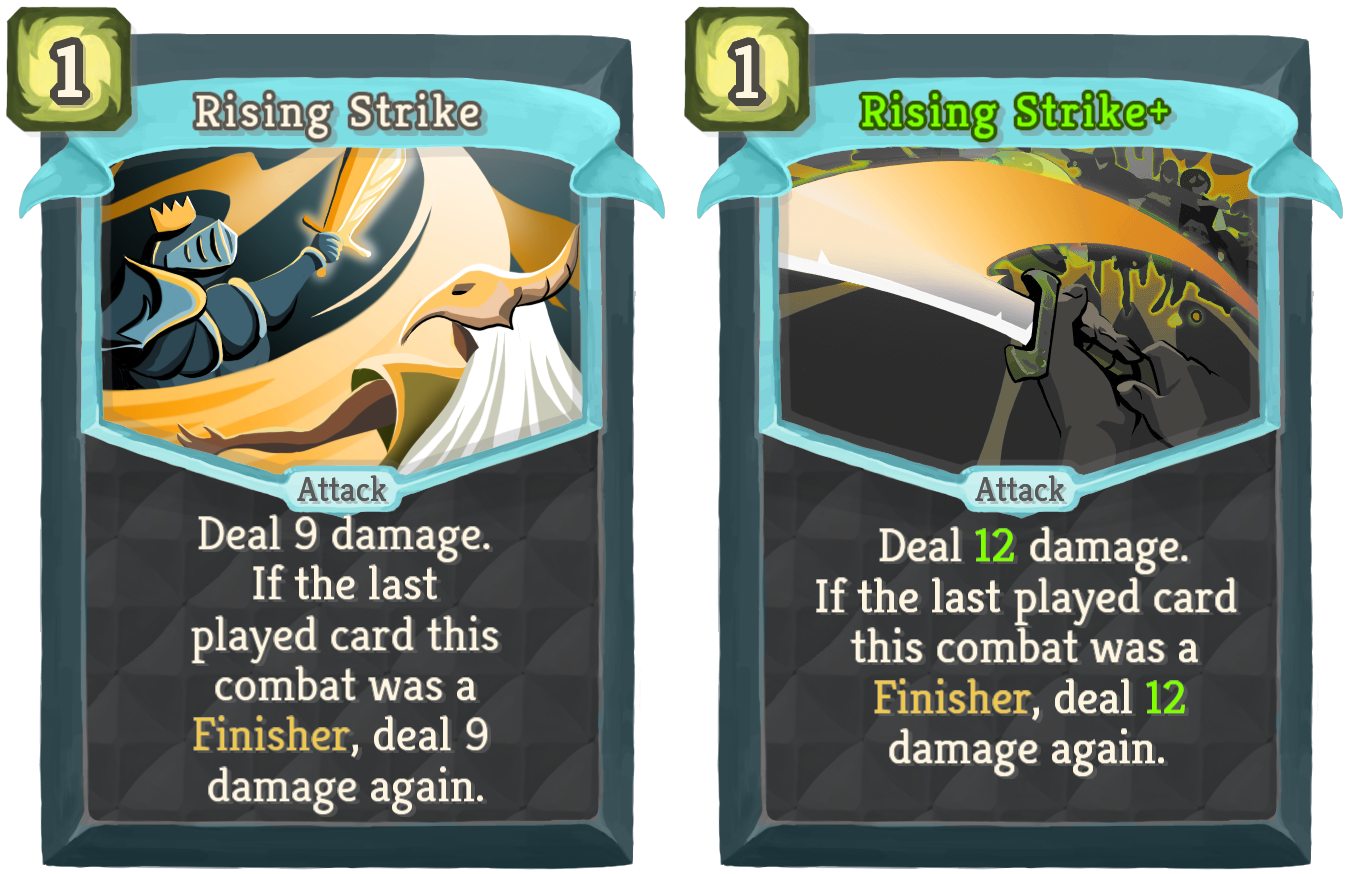 1
Rising Strike
Attack
Deal 9 damage.
If the last
played card this
combat was a
Finisher, deal 9
damage again.
1
Rising Strike+
Attack
Deal 12 damage.
If the last played card
this combat was a
Finisher, deal 12
damage again.